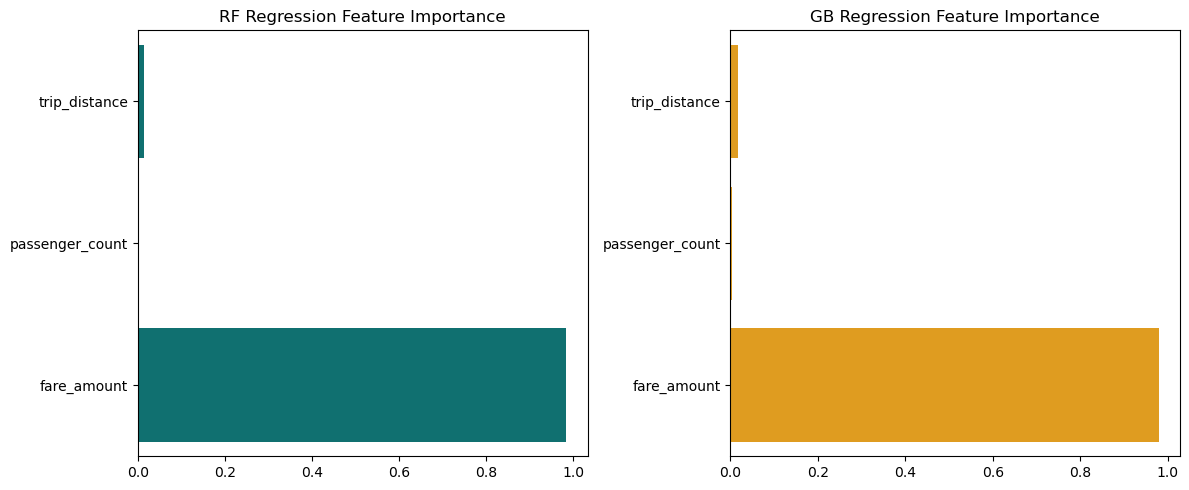 RF Regression Feature Importance
trip_distance
passenger_count
fare_amount
0.0 0.2 0.4 0.6 0.8 1.0
GB Regression Feature Importance
trip_distance
passenger_count
fare_amount
0.0 0.2 0.4 0.6 0.8 1.0